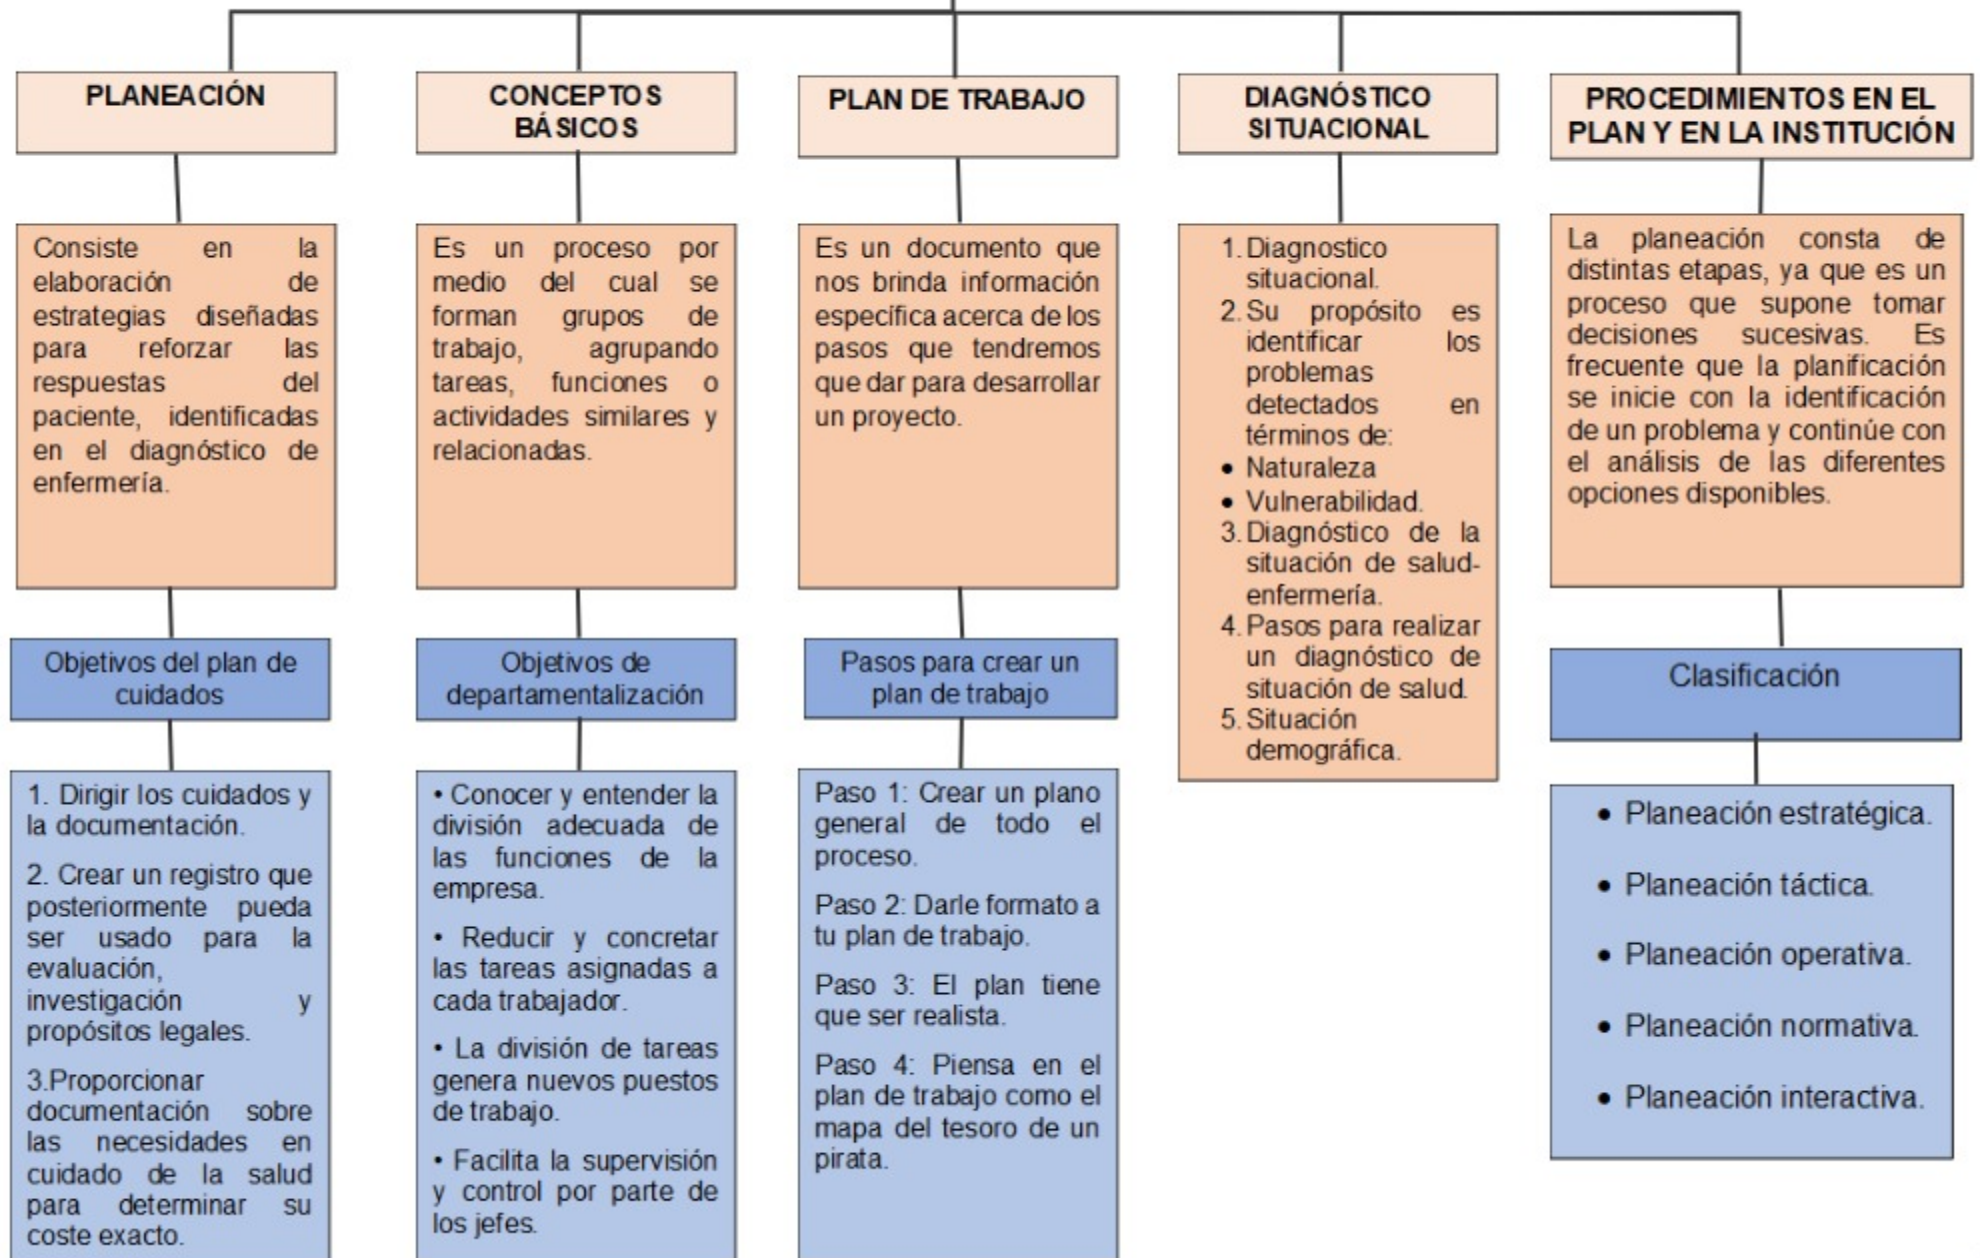 PLANEACIÓN
Consiste en la
elaboración de
estrategias diseñadas
para reforzar las
respuestas del
paciente, identificadas
en el diagnóstico de
enfermería.
Objetivos del plan de
cuidados
1. Dirigir los cuidados y
la documentación.
2. Crear un registro que
posteriormente pueda
ser usado para la
evaluación,
investigación y
propósitos legales.
3.Proporcionar
documentación sobre
las necesidades en
cuidado de la salud
para determinar su
coste exacto.
CONCEPTOS
BÁSICOS
Es un proceso por
medio del cual se
forman grupos de
trabajo, agrupando
tareas, funciones o
actividades similares y
relacionadas.
Objetivos de
departamentalización
• Conocer y entender la
división adecuada de
las funciones de la
empresa.
• Reducir y concretar
las tareas asignadas a
cada trabajador.
• La división de tareas
genera nuevos puestos
de trabajo.
• Facilita la supervisión
y control por parte de
los jefes.
PLAN DE TRABAJO
Es un documento que
nos brinda información
específica acerca de los
pasos que tendremos
que dar para desarrollar
un proyecto.
Pasos para crear un
plan de trabajo
Paso 1: Crear un plano
general de todo el
proceso.
Paso 2: Darle formato a
tu plan de trabajo.
Paso 3: El plan tiene
que ser realista.
Paso 4: Piensa en el
plan de trabajo como el
mapa del tesoro de un
pirata.
DIAGNÓSTICO
SITUACIONAL
1. Diagnostico
situacional.
2. Su propósito es
identificar los
problemas
detectados en
términos de:
• Naturaleza
• Vulnerabilidad.
3. Diagnóstico de la
situación de salud-
enfermería.
4. Pasos para realizar
un diagnóstico de
situación de salud.
5. Situación
demográfica.
PROCEDIMIENTOS EN EL
PLAN Y EN LA INSTITUCIÓN
La planeación consta de
distintas etapas, ya que es un
proceso que supone tomar
decisiones sucesivas. Es
frecuente que la planificación
se inicie con la identificación
de un problema y continúe con
el análisis de las diferentes
opciones disponibles.
Clasificación
• Planeación estratégica.
• Planeación táctica.
• Planeación operativa.
• Planeación normativa.
• Planeación interactiva.